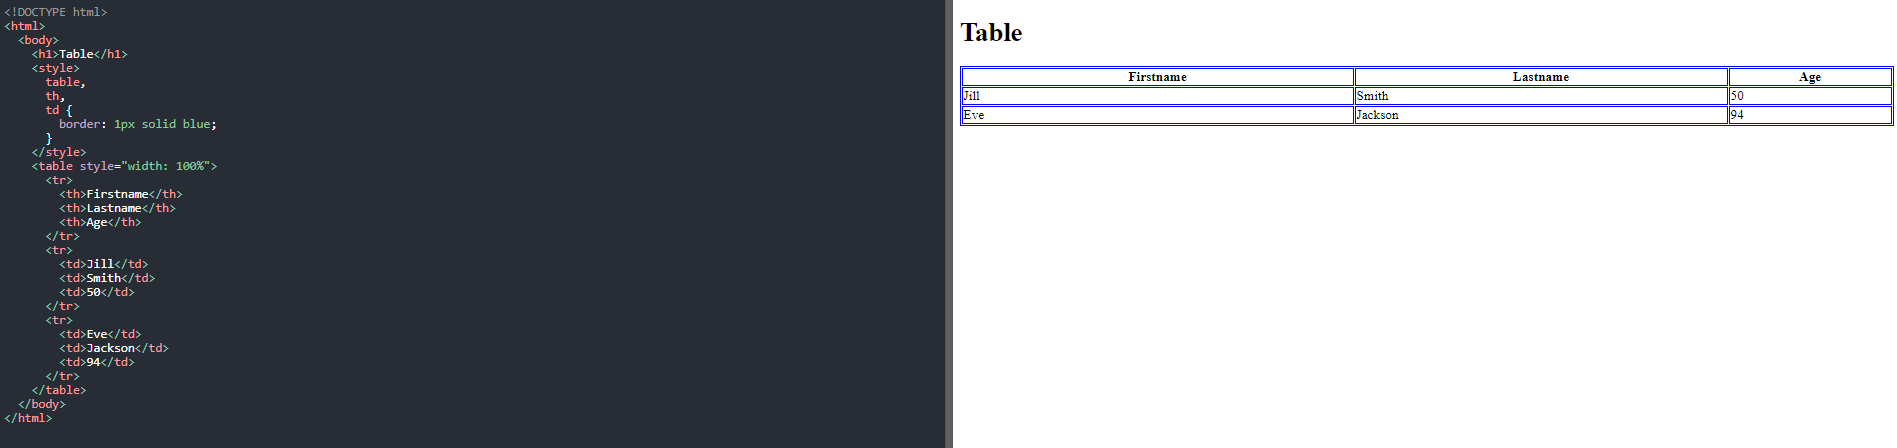 <!DOCTYPE html>
<html>
  <body>
    <h1>Table</h1>
    <style>
      table,
      th,
      td {
        border: 1px solid blue;
      }
    </style>
    <table style="width: 100%">
      <tr>
        <th>Firstname</th>
        <th>Lastname</th>
        <th>Age</th>
      </tr>
      <tr>
        <td>Jill</td>
        <td>Smith</td>
        <td>50</td>
      </tr>
      <tr>
        <td>Eve</td>
        <td>Jackson</td>
        <td>94</td>
      </tr>
    </table>
  </body>
</html>
Table
Firstname Lastname Age
Jill Smith 50
Eve Jackson 94